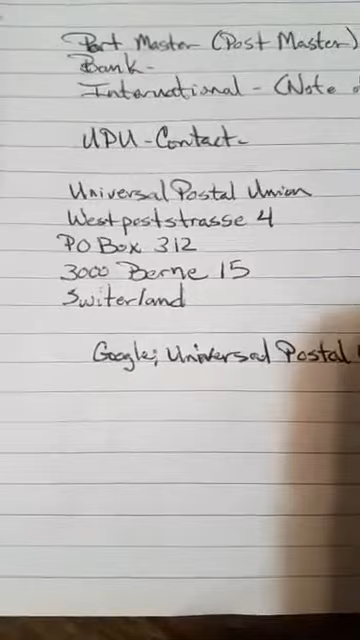 Port Master (Post Master)
Bank-
International - (Note
UPU-Contact-
Universal Postal Union
Westpoststrasse 4
PO Box 312
3000 Berne 15
Switerland
Google; Universal Postal